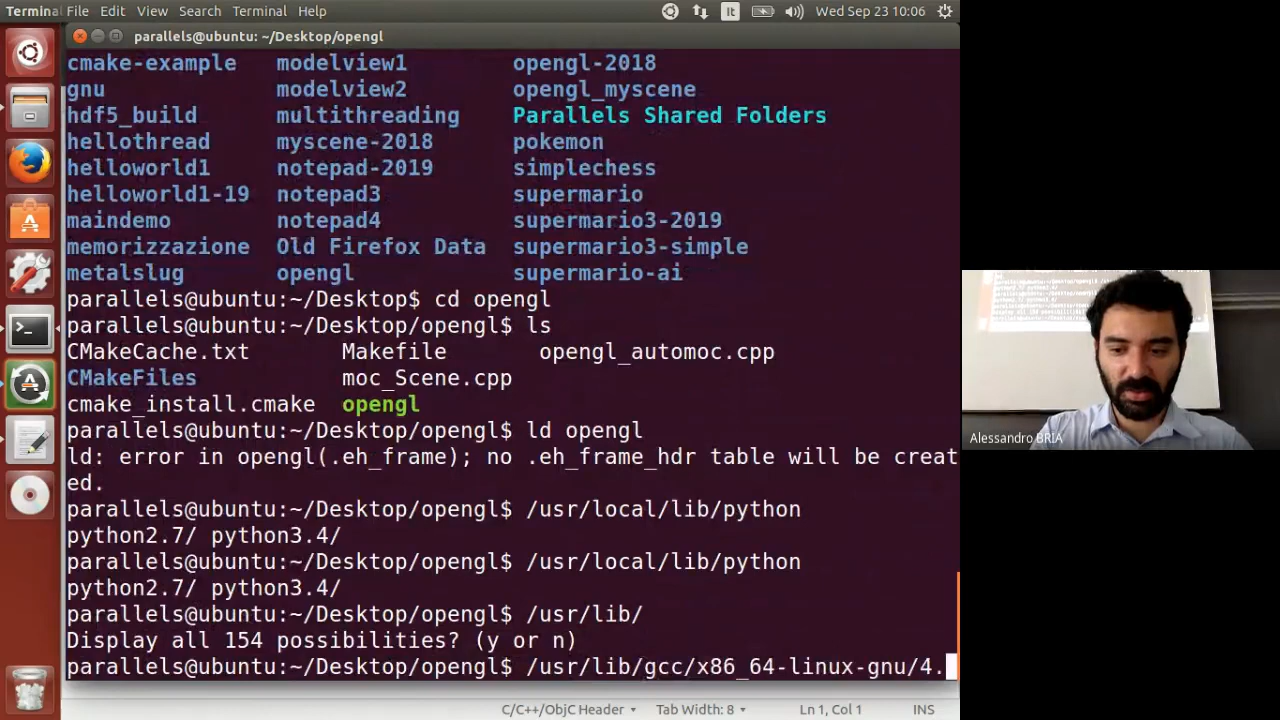 Terminal File Edit View Search Terminal Help It Wed Sep 23 10:06
parallels@ubuntu: ~/Desktop/opengl
cmake-example modelview1 opengl-2018
gnu modelview2 opengl_myscene
hdf5_build multithreading Parallels Shared Folders
hellothread myscene-2018 pokemon
helloworld1 notepad-2019 simplechess
helloworld1-19 notepad3 supermario
maindemo notepad4 supermario3-2019
memorizzazione Old Firefox Data supermario3-simple
metalslug opengl supermario-ai
parallels@ubuntu:~/Desktop$ cd opengl
parallels@ubuntu:~/Desktop/opengl$ ls
CMakeCache.txt Makefile opengl_automoc.cpp
CMakeFiles moc_Scene.cpp
cmake_install.cmake opengl
parallels@ubuntu:~/Desktop/opengl$ ld opengl
ld: error in opengl(.eh_frame); no .eh_frame_hdr table will be creat
ed.
parallels@ubuntu:~/Desktop/opengl$ /usr/local/lib/python
python2.7/ python3.4/
parallels@ubuntu:~/Desktop/opengl$ /usr/local/lib/python
python2.7/ python3.4/
parallels@ubuntu:~/Desktop/opengl$ /usr/lib/
Display all 154 possibilities? (y or n)
parallels@ubuntu:~/Desktop/opengl$ /usr/lib/gcc/x86_64-linux-gnu/4.
C/C++/ObjC Header Tab Width: 8 Ln 1, Col 1 INS
Alessandro BRIA